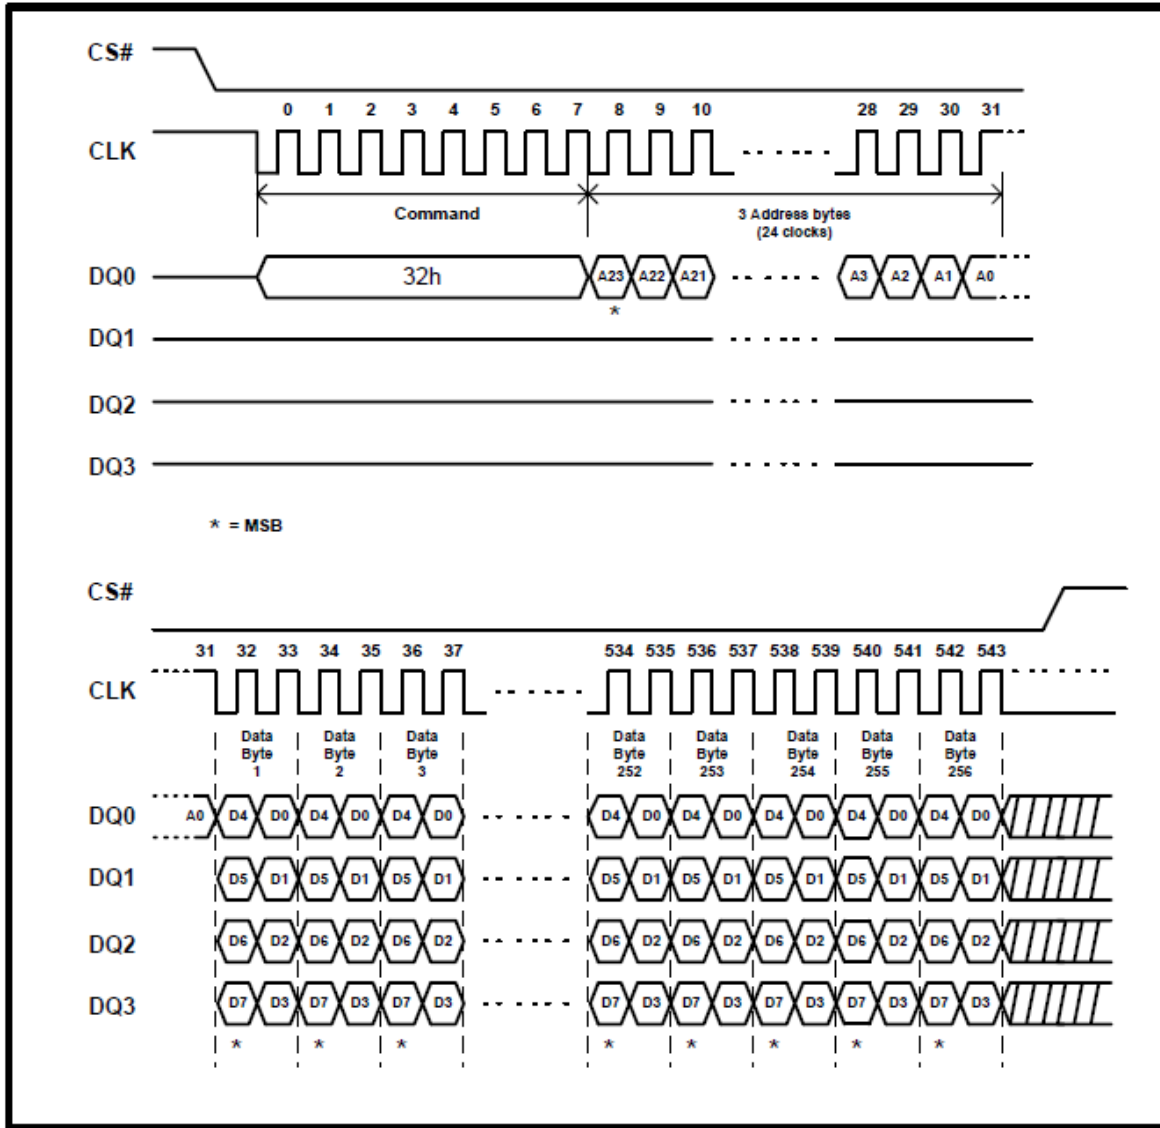 CS#
0 1 2 3 4 5 6 7 8 9 10 28 29 30 31
CLK
Command
3 Address bytes
(24 clocks)
DQ0 32h A23 A22 A21 A3 A2 A1 A0
*
DQ1
DQ2
DQ3
* = MSB
CS#
31 32 33 34 35 36 37 534 535 536 537 538 539 540 541 542 543
CLK
Data Data Data Data Data Data Data Data
Byte Byte Byte Byte Byte Byte Byte Byte
1 2 3 252 253 254 255 256
DQ0 A0 D4 D0 D4 D0 D4 D0 D4 D0 D4 D0 D4 D0 D4 D0 D4 D0
DQ1 D5 D1 D5 D1 D5 D1 D5 D1 D5 D1 D5 D1 D5 D1 D5 D1
DQ2 D6 D2 D6 D2 D6 D2 D6 D2 D6 D2 D6 D2 D6 D2 D6 D2
DQ3 D7 D3 D7 D3 D7 D3 D7 D3 D7 D3 D7 D3 D7 D3 D7 D3
* * * * * * * *